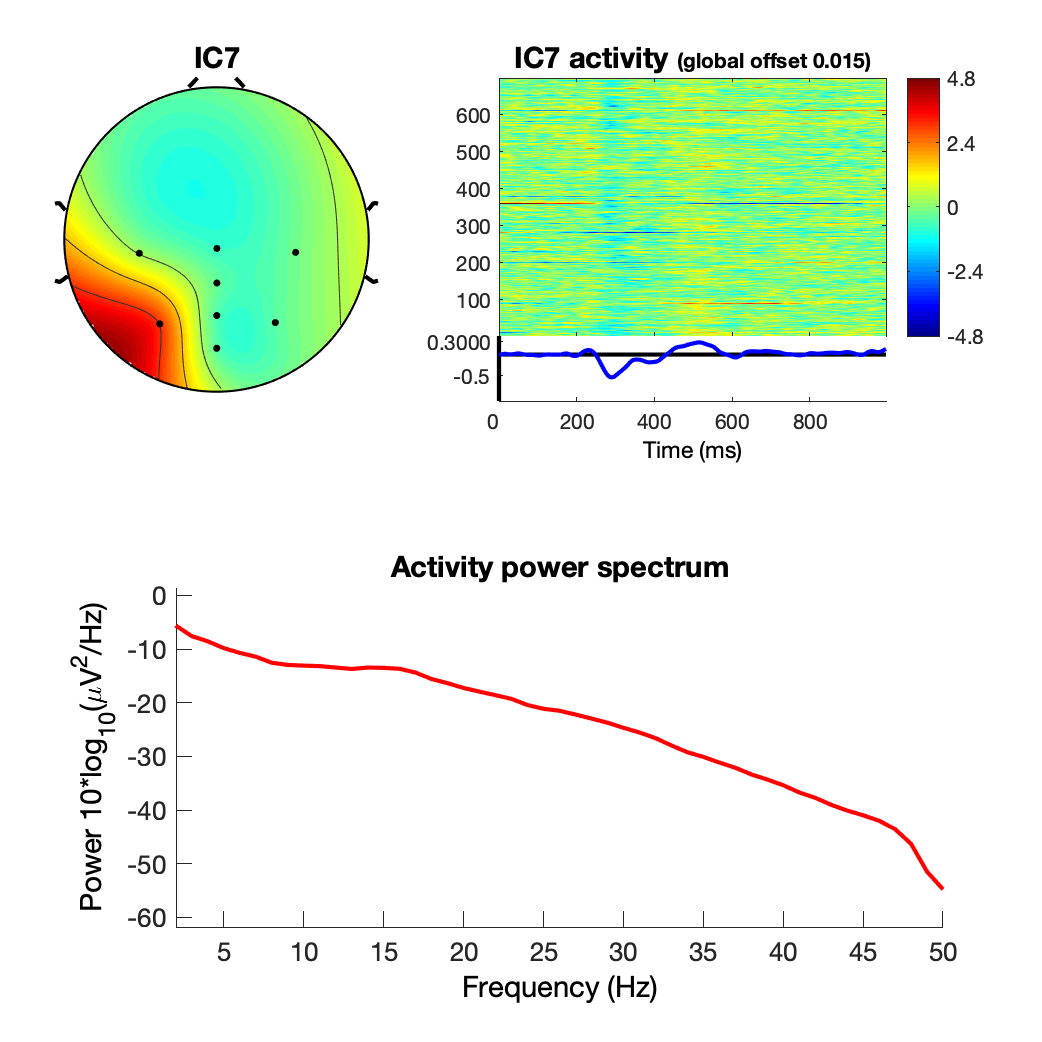 IC7
IC7 activity (global offset 0.015)
600
500
400
300
200
100
0.3000
-0.5
0 200 400 600 800
Time (ms)
4.8
2.4
0
-2.4
-4.8
Activity power spectrum
Power 10*log10(μV2/Hz)
0
-10
-20
-30
-40
-50
-60
5 10 15 20 25 30 35 40 45 50
Frequency (Hz)